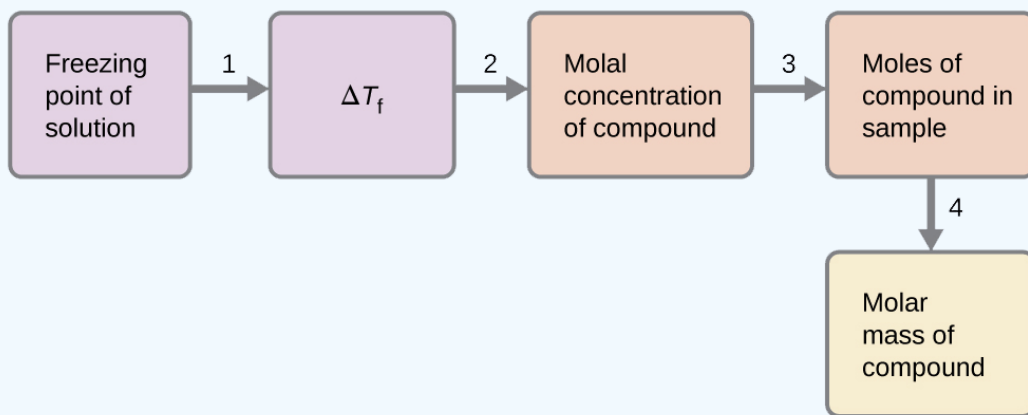 Freezing
point of
solution
1
ΔTf
2
Molal
concentration
of compound
3
Moles of
compound in
sample
4
Molar
mass of
compound